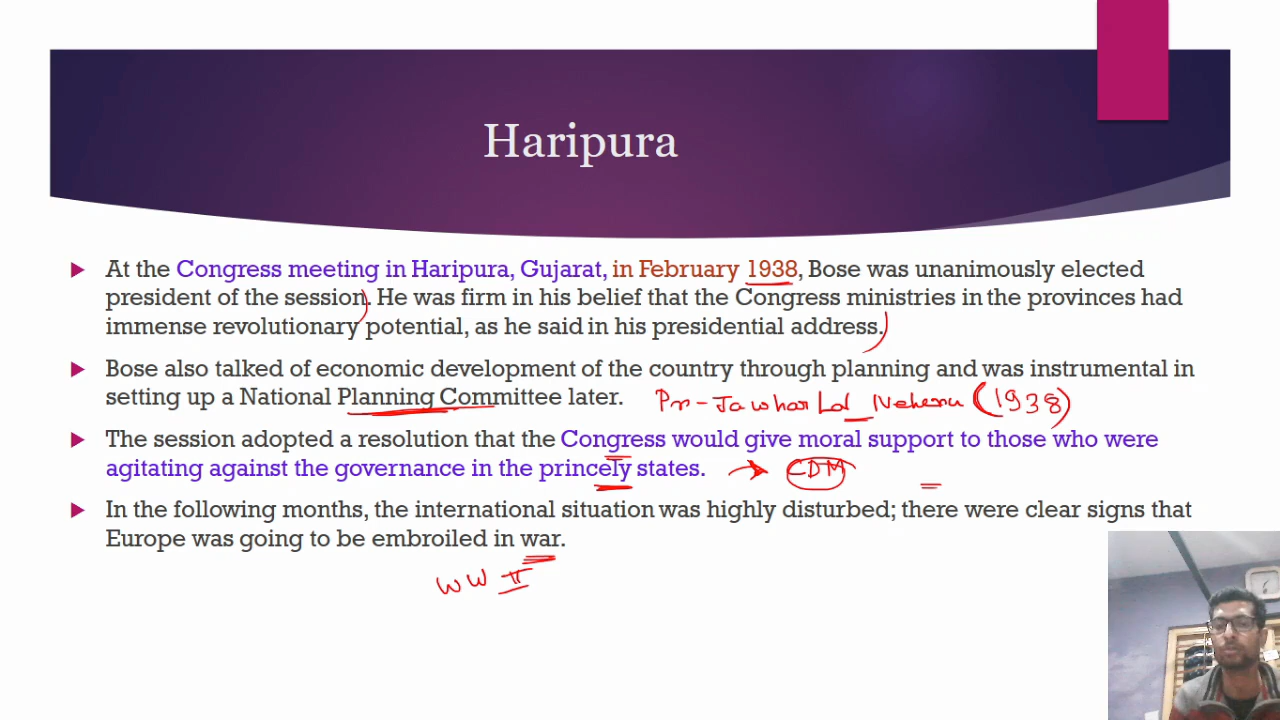 Haripura
At the Congress meeting in Haripura, Gujarat, in February 1938, Bose was unanimously elected
president of the session. He was firm in his belief that the Congress ministries in the provinces had
immense revolutionary potential, as he said in his presidential address.
Bose also talked of economic development of the country through planning and was instrumental in
setting up a National Planning Committee later. Pr - Jawhar Lal Neheru (1938)
The session adopted a resolution that the Congress would give moral support to those who were
agitating against the governance in the princely states. → CDM
In the following months, the international situation was highly disturbed; there were clear signs that
Europe was going to be embroiled in war.
WW II